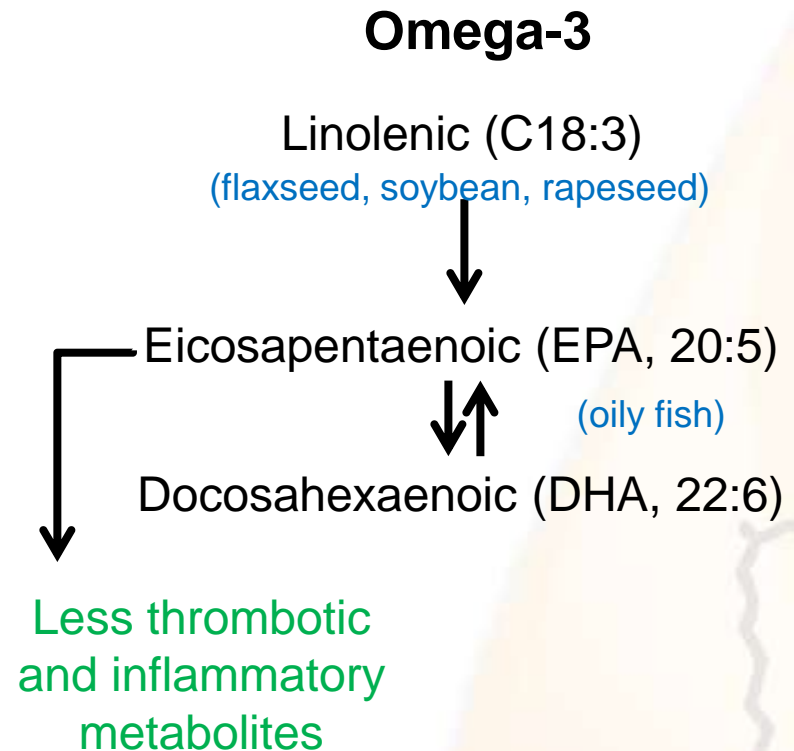 Omega-3
Linolenic (C18:3)
(flaxseed, soybean, rapeseed)
Eicosapentaenoic (EPA, 20:5)
(oily fish)
Docosahexaenoic (DHA, 22:6)
Less thrombotic
and inflammatory
metabolites